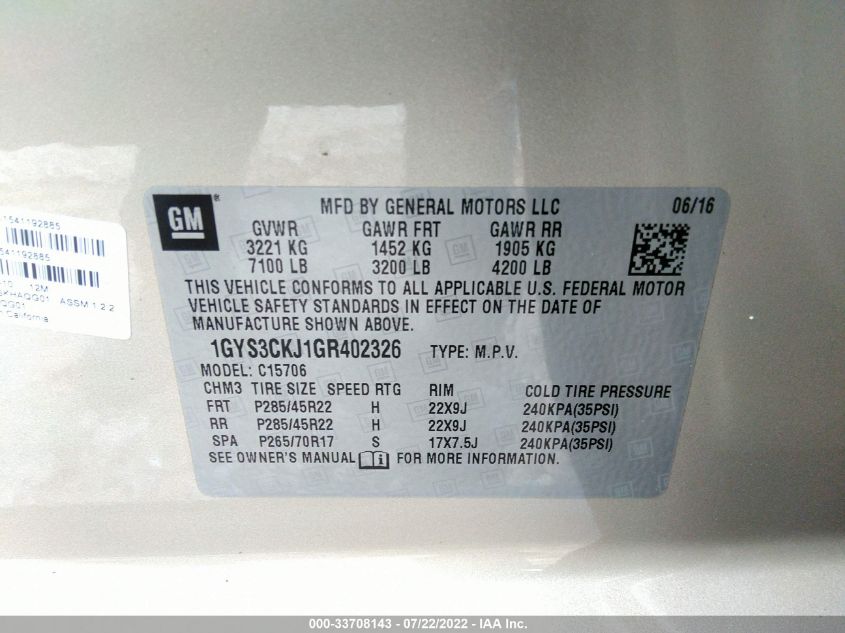 GM
®
MFD BY GENERAL MOTORS LLC
06/16
GVWR GAWR FRT GAWR RR
3221 KG 1452 KG 1905 KG
7100 LB 3200 LB 4200 LB
THIS VEHICLE CONFORMS TO ALL APPLICABLE U.S. FEDERAL MOTOR
VEHICLE SAFETY STANDARDS IN EFFECT ON THE DATE OF
MANUFACTURE SHOWN ABOVE.
1GYS3CKJ1GR402326 TYPE: M.P.V.
MODEL: C15706
CHM3 TIRE SIZE SPEED RTG RIM COLD TIRE PRESSURE
FRT P285/45R22 H 22X9J 240KPA(35PSI)
RR P285/45R22 H 22X9J 240KPA(35PSI)
SPA P265/70R17 S 17X7.5J 240KPA(35PSI)
SEE OWNER'S MANUAL FOR MORE INFORMATION.
1541192885
541192885
12M
ASSM 1.2.2
California
000-33708143 - 07/22/2022 - IAA Inc.